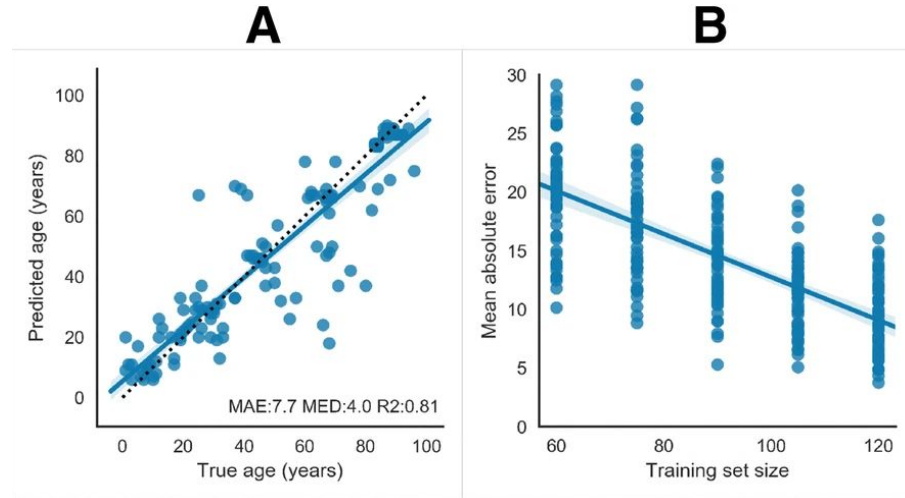 A
100
80
60
40
20
0
Predicted age (years)
MAE:7.7 MED:4.0 R2:0.81
0 20 40 60 80 100
True age (years)
B
30
25
20
15
10
5
0
Mean absolute error
60 80 100 120
Training set size